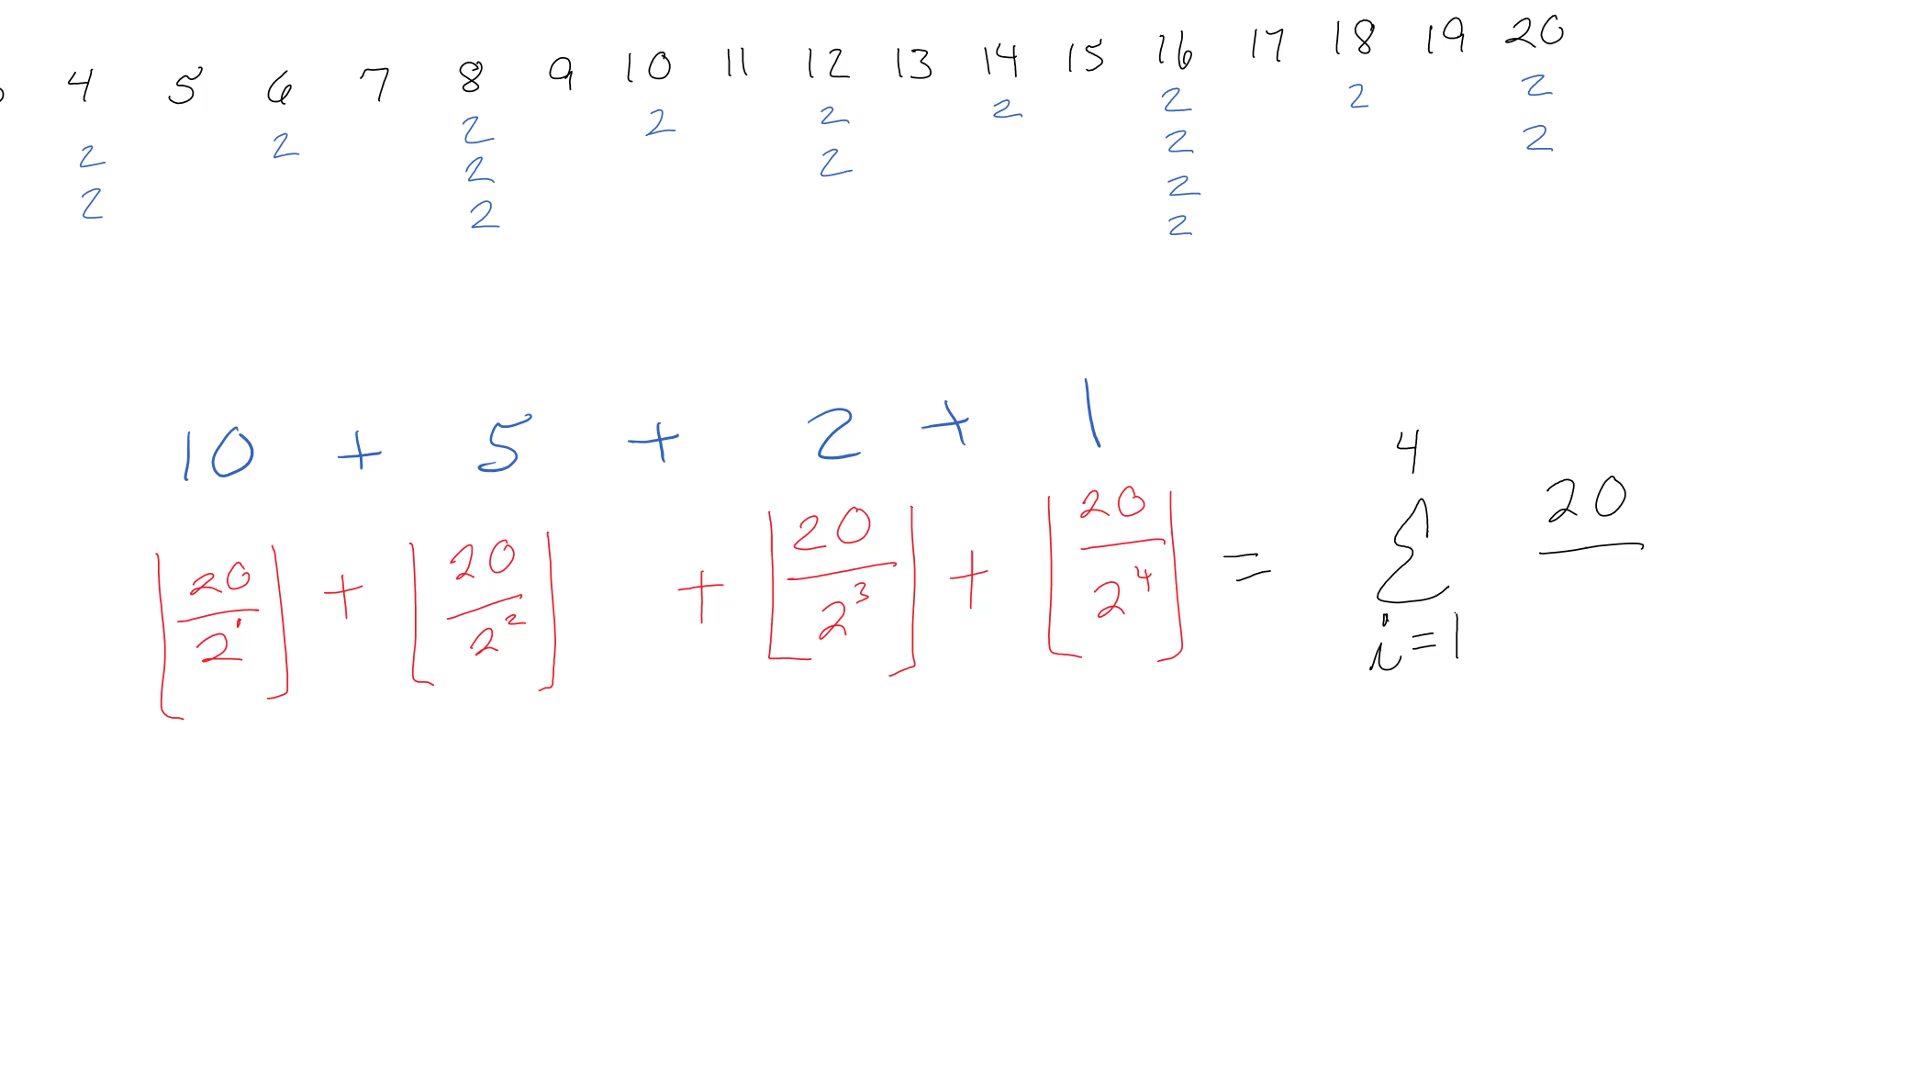 4 5 6 7 8 9 10 11 12 13 14 15 16 17 18 19 20
2 2 2 2 2 2 2 2 2
2 2 2 2 2
2 2
2
10 + 5 + 2 + 1
⌊20/2¹⌋ + ⌊20/2²⌋ + ⌊20/2³⌋ + ⌊20/2⁴⌋ = 4 Σ i=1 20